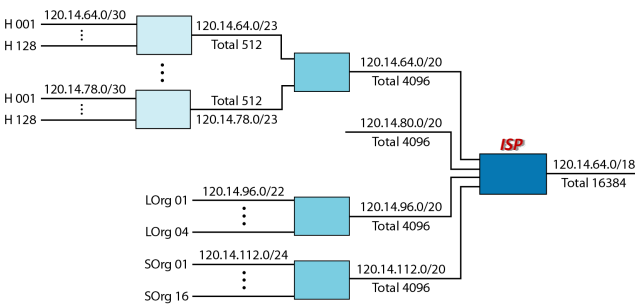 H 001
120.14.64.0/30
H 128
120.14.64.0/23
Total 512
H 001
120.14.78.0/30
H 128
Total 512
120.14.78.0/23
120.14.64.0/20
Total 4096
120.14.80.0/20
Total 4096
ISP
120.14.64.0/18
Total 16384
LOrg 01
120.14.96.0/22
LOrg 04
120.14.96.0/20
Total 4096
SOrg 01
120.14.112.0/24
SOrg 16
120.14.112.0/20
Total 4096